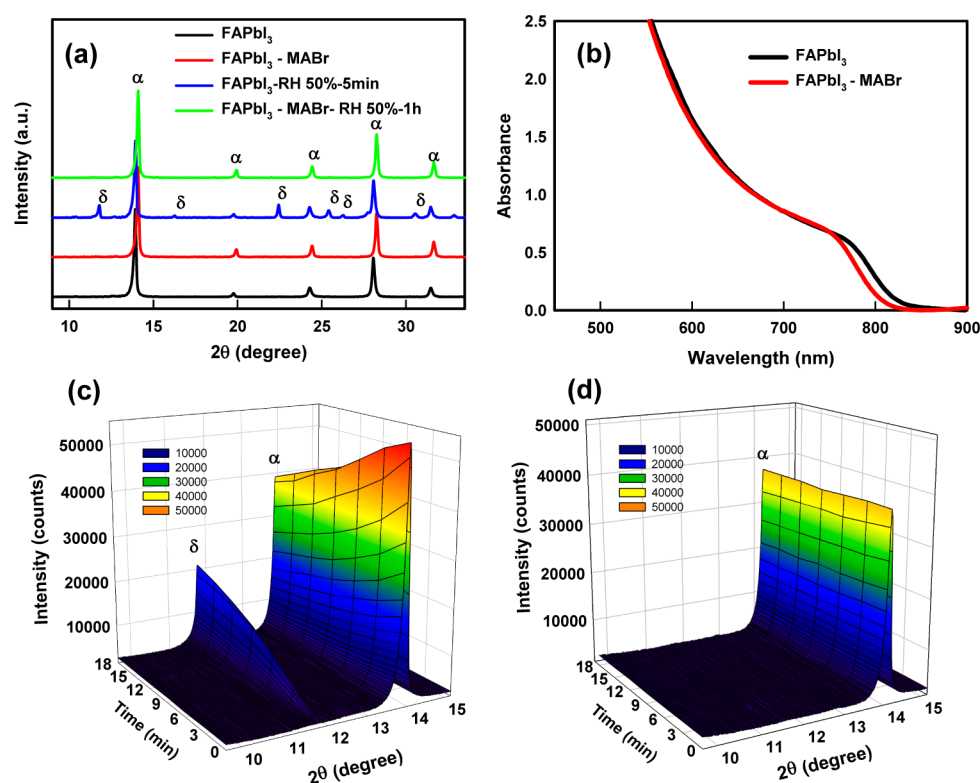 (a)
FAPbI3
FAPbI3 - MABr
FAPbI3-RH 50%-5min
FAPbI3 - MABr- RH 50%-1h
α
α
α
α
α
δ
δ
δ
δ
δ
δ
Intensity (a.u.)
10
15
20
25
30
2θ (degree)
(b)
FAPbI3
FAPbI3 - MABr
Absorbance
2.5
2.0
1.5
1.0
0.5
0.0
500
600
700
800
900
Wavelength (nm)
(c)
50000
40000
30000
20000
10000
Intensity (counts)
10000
20000
30000
40000
50000
α
δ
18
15
12
9
6
3
0
Time (min)
10
11
12
13
14
15
2θ (degree)
(d)
50000
40000
30000
20000
10000
0
Intensity (counts)
10000
20000
30000
40000
50000
α
18
15
12
9
6
3
0
Time (min)
10
11
12
13
14
15
2θ (degree)